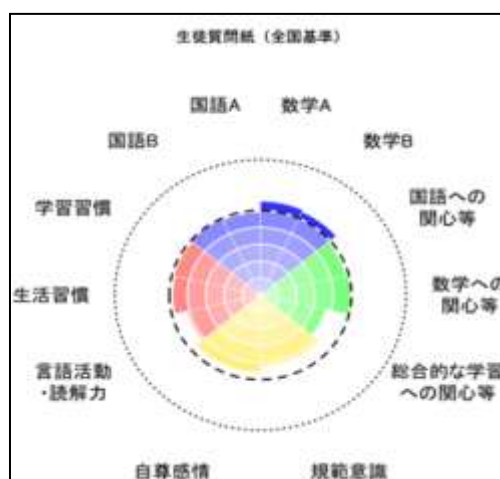 生徒質問紙（全国基準）
国語A
数学A
国語B
数学B
学習習慣
国語への
関心等
生活習慣
数学への
関心等
言語活動
・読解力
総合的な学習
への関心等
自尊感情
規範意識